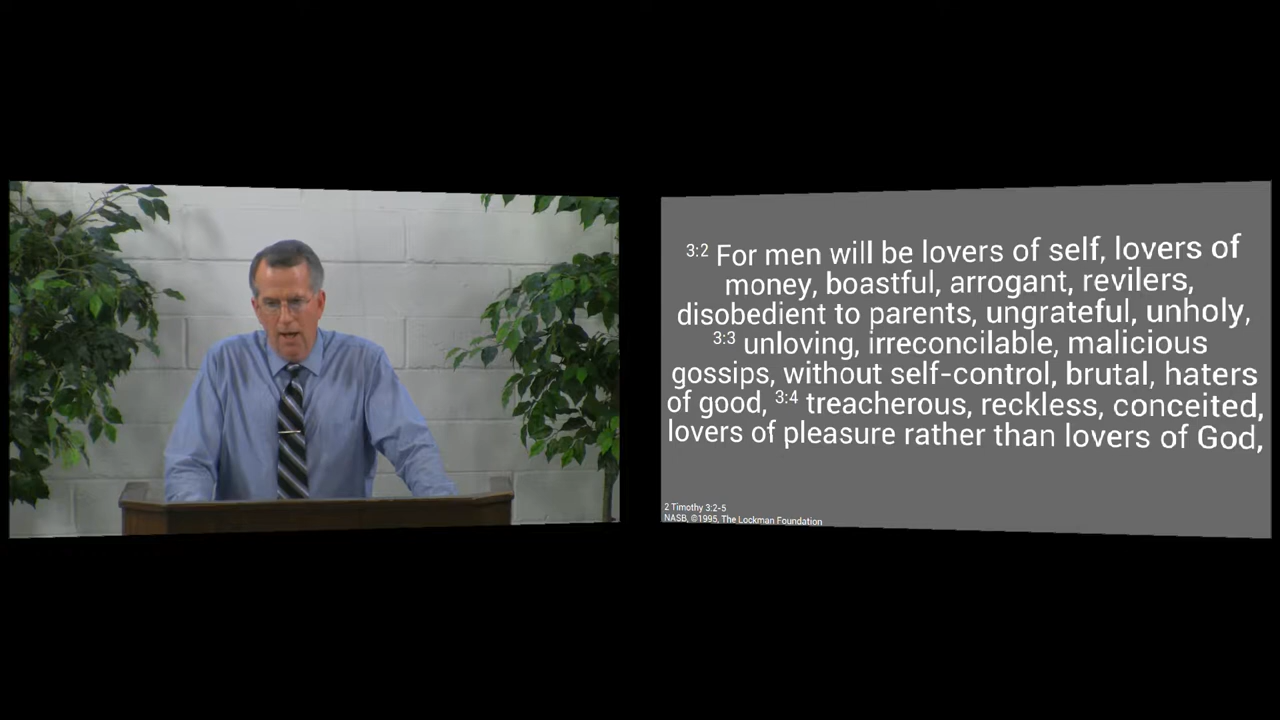 3:2 For men will be lovers of self, lovers of
money, boastful, arrogant, revilers,
disobedient to parents, ungrateful, unholy,
3:3 unloving, irreconcilable, malicious
gossips, without self-control, brutal, haters
of good, 3:4 treacherous, reckless, conceited,
lovers of pleasure rather than lovers of God,
2 Timothy 3:2-5
NASB, ©1995, The Lockman Foundation